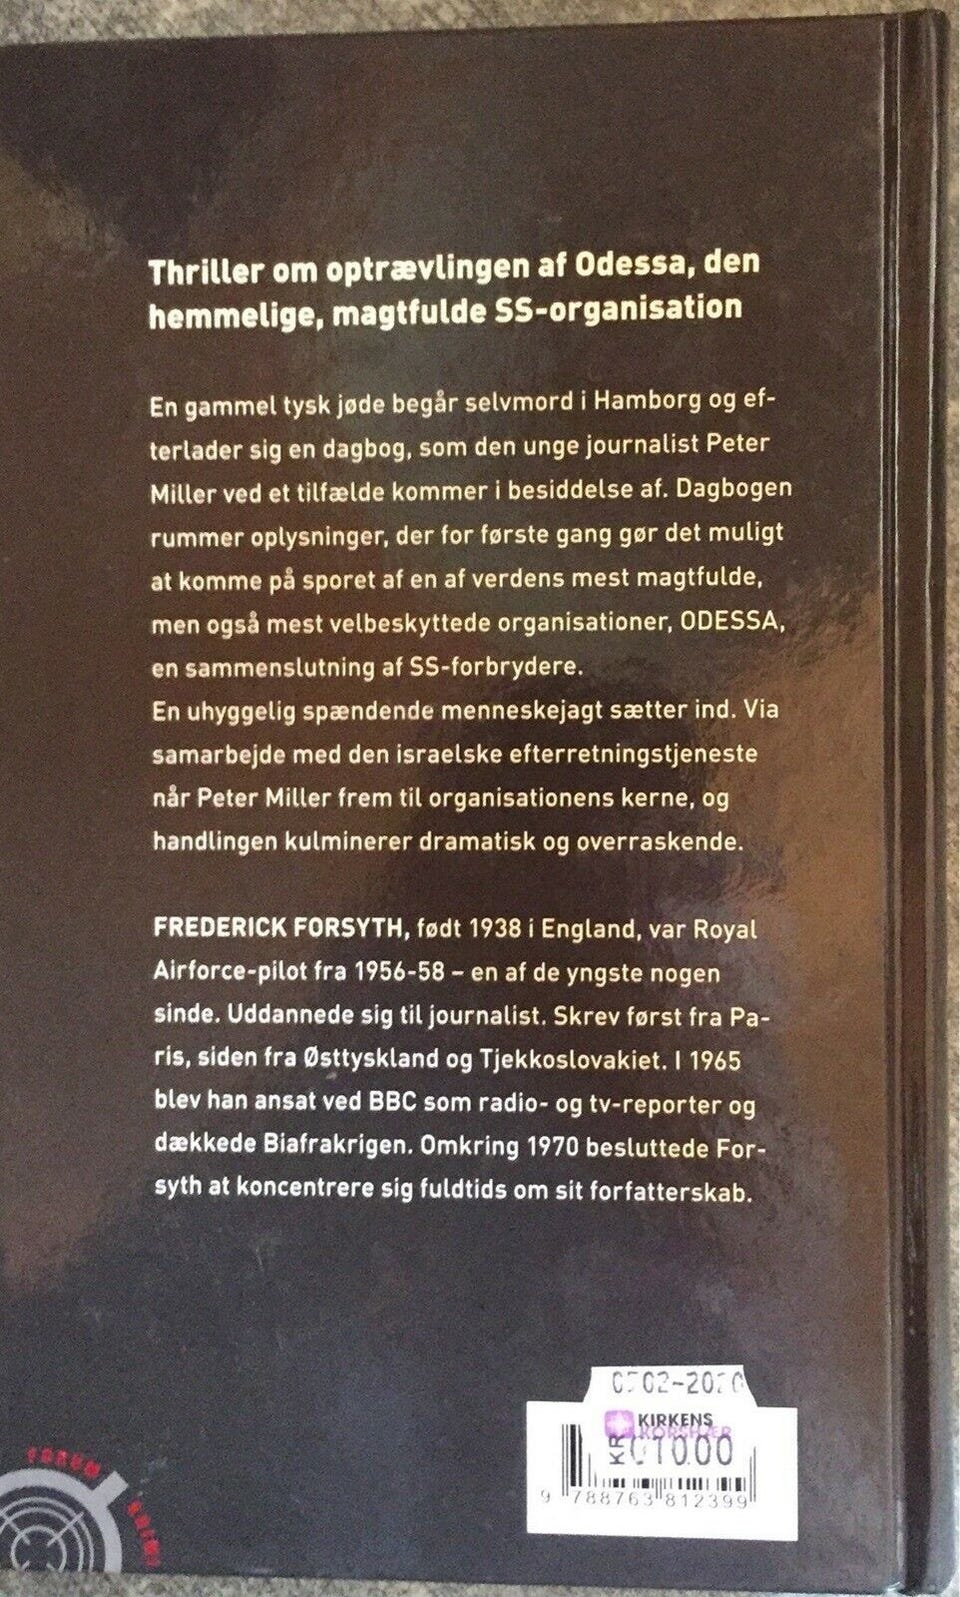 Thriller om optrævlingen af Odessa, den
hemmelige, magtfulde SS-organisation
En gammel tysk jøde begår selvmord i Hamborg og ef-
terlader sig en dagbog, som den unge journalist Peter
Miller ved et tilfælde kommer i besiddelse af. Dagbogen
rummer oplysninger, der for første gang gør det muligt
at komme på sporet af en af verdens mest magtfulde,
men også mest velbeskyttede organisationer, ODESSA,
en sammenslutning af SS-forbrydere.
En uhyggelig spændende menneskejagt sætter ind. Via
samarbejde med den israelske efterretningstjeneste
når Peter Miller frem til organisationens kerne, og
handlingen kulminerer dramatisk og overraskende.
FREDERICK FORSYTH, født 1938 i England, var Royal
Airforce-pilot fra 1956-58 – en af de yngste nogen
sinde. Uddannede sig til journalist. Skrev først fra Pa-
ris, siden fra Østtyskland og Tjekkoslovakiet. I 1965
blev han ansat ved BBC som radio- og tv-reporter og
dækkede Biafrakrigen. Omkring 1970 besluttede For-
syth at koncentrere sig fuldtids om sit forfatterskab.
KIRKENS
KORSHÆR
KR
9 788763 812399
FORUM
KRIMI